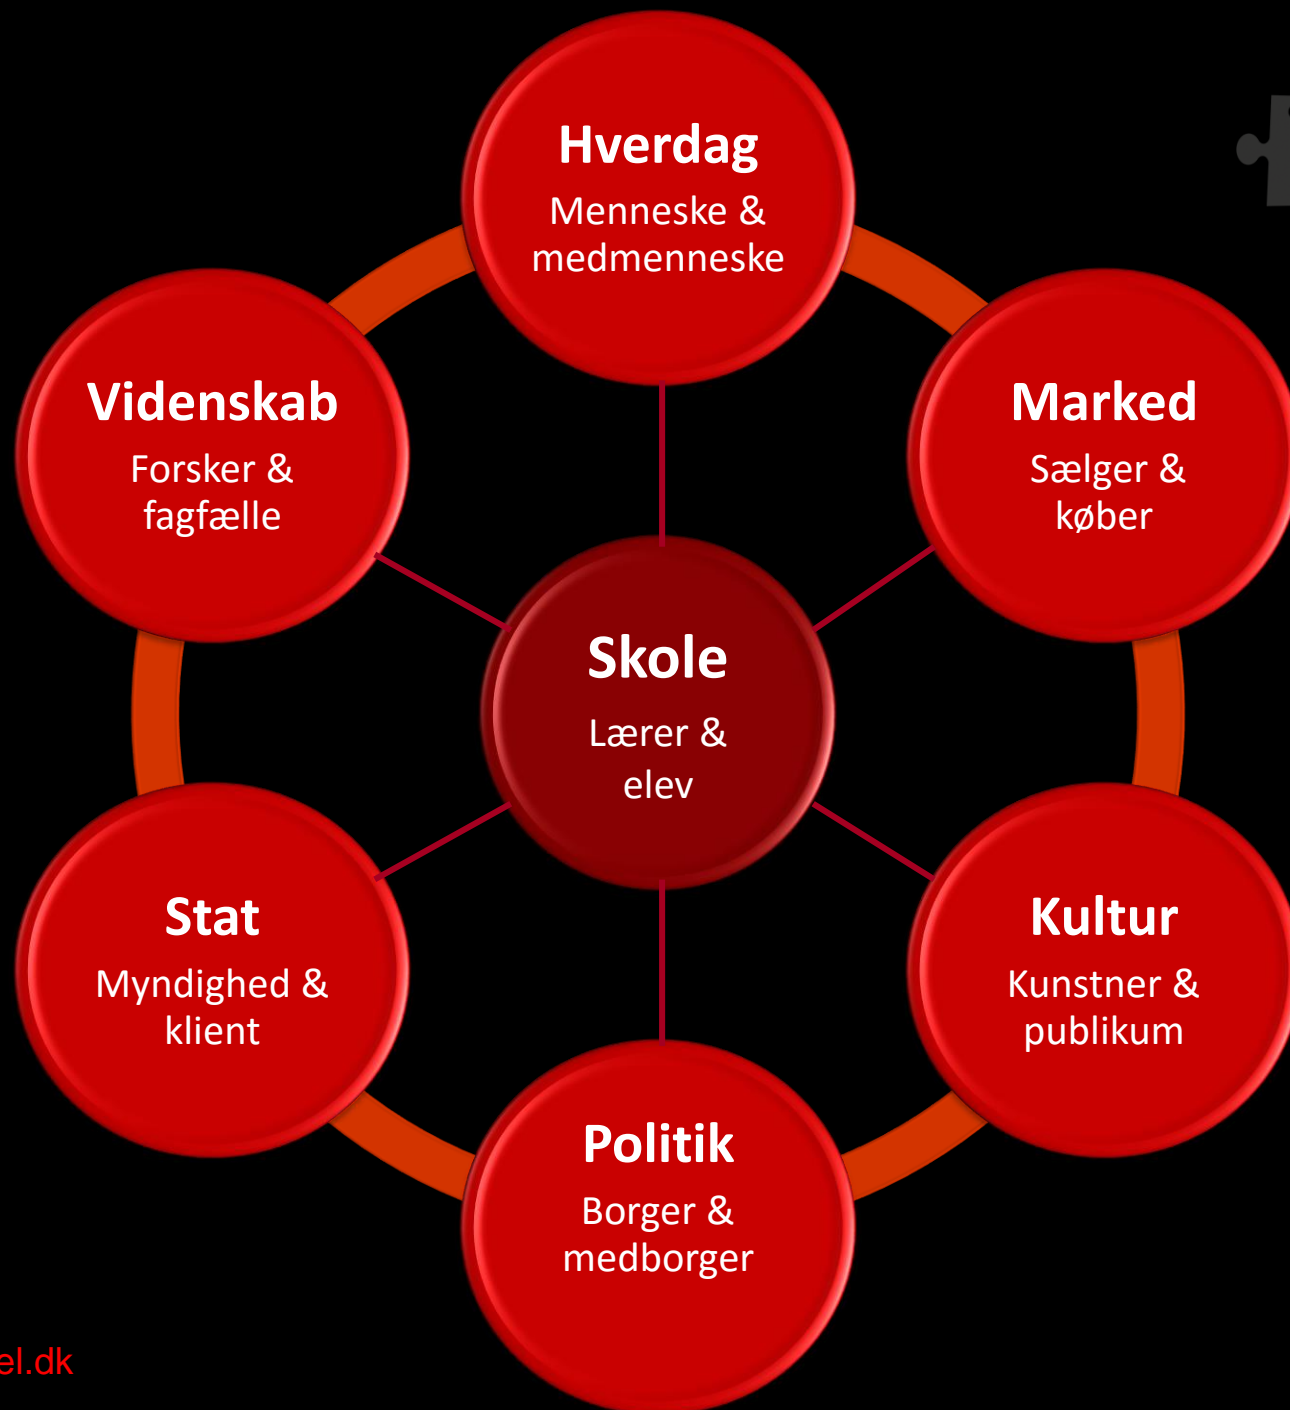 Hverdag
Menneske &
medmenneske
Videnskab
Forsker &
fagfælle
Marked
Sælger &
køber
Skole
Lærer &
elev
Stat
Myndighed &
klient
Kultur
Kunstner &
publikum
Politik
Borger &
medborger
el.dk